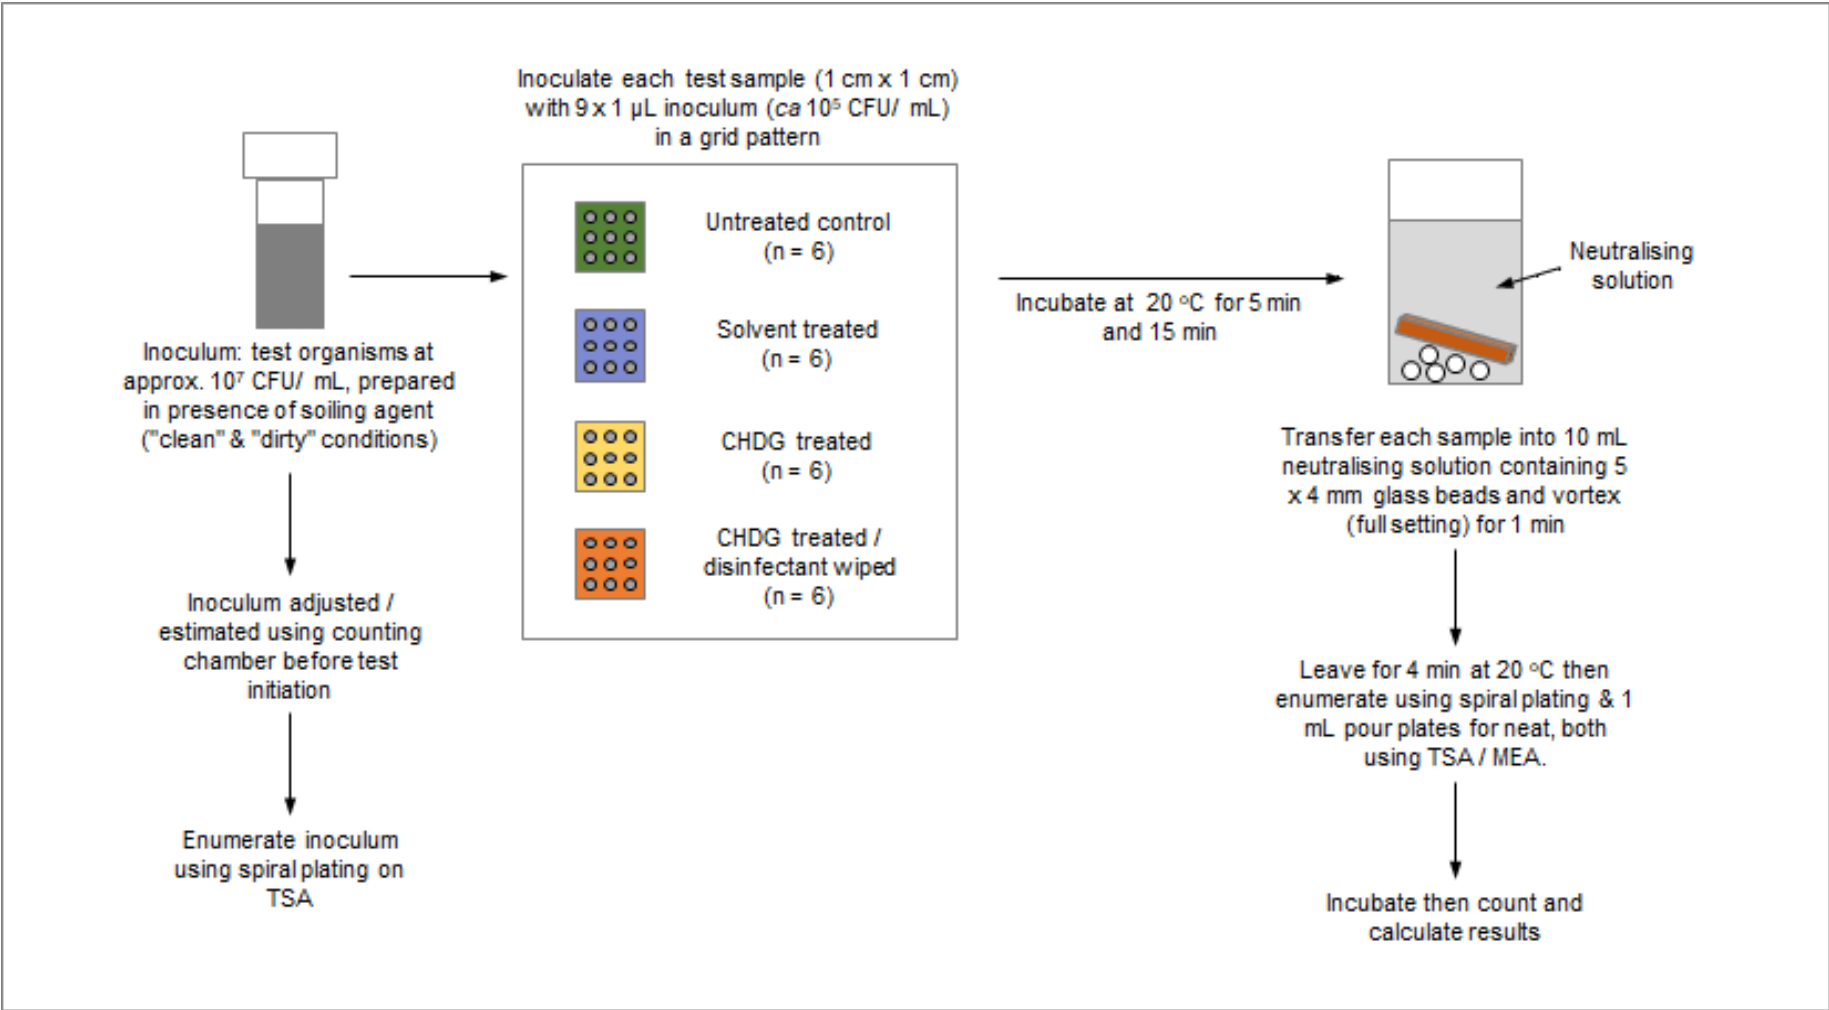 Inoculate each test sample (1 cm x 1 cm)
with 9 x 1 µL inoculum (ca 10⁵ CFU/ mL)
in a grid pattern
Inoculum: test organisms at
approx. 10⁷ CFU/ mL, prepared
in presence of soiling agent
("clean" & "dirty" conditions)
Inoculum adjusted /
estimated using counting
chamber before test
initiation
Enumerate inoculum
using spiral plating on
TSA
Untreated control
(n = 6)
Solvent treated
(n = 6)
CHDG treated
(n = 6)
CHDG treated /
disinfectant wiped
(n = 6)
Incubate at 20 ᵒC for 5 min
and 15 min
Neutralising
solution
Transfer each sample into 10 mL
neutralising solution containing 5
x 4 mm glass beads and vortex
(full setting) for 1 min
Leave for 4 min at 20 ᵒC then
enumerate using spiral plating & 1
mL pour plates for neat, both
using TSA / MEA.
Incubate then count and
calculate results